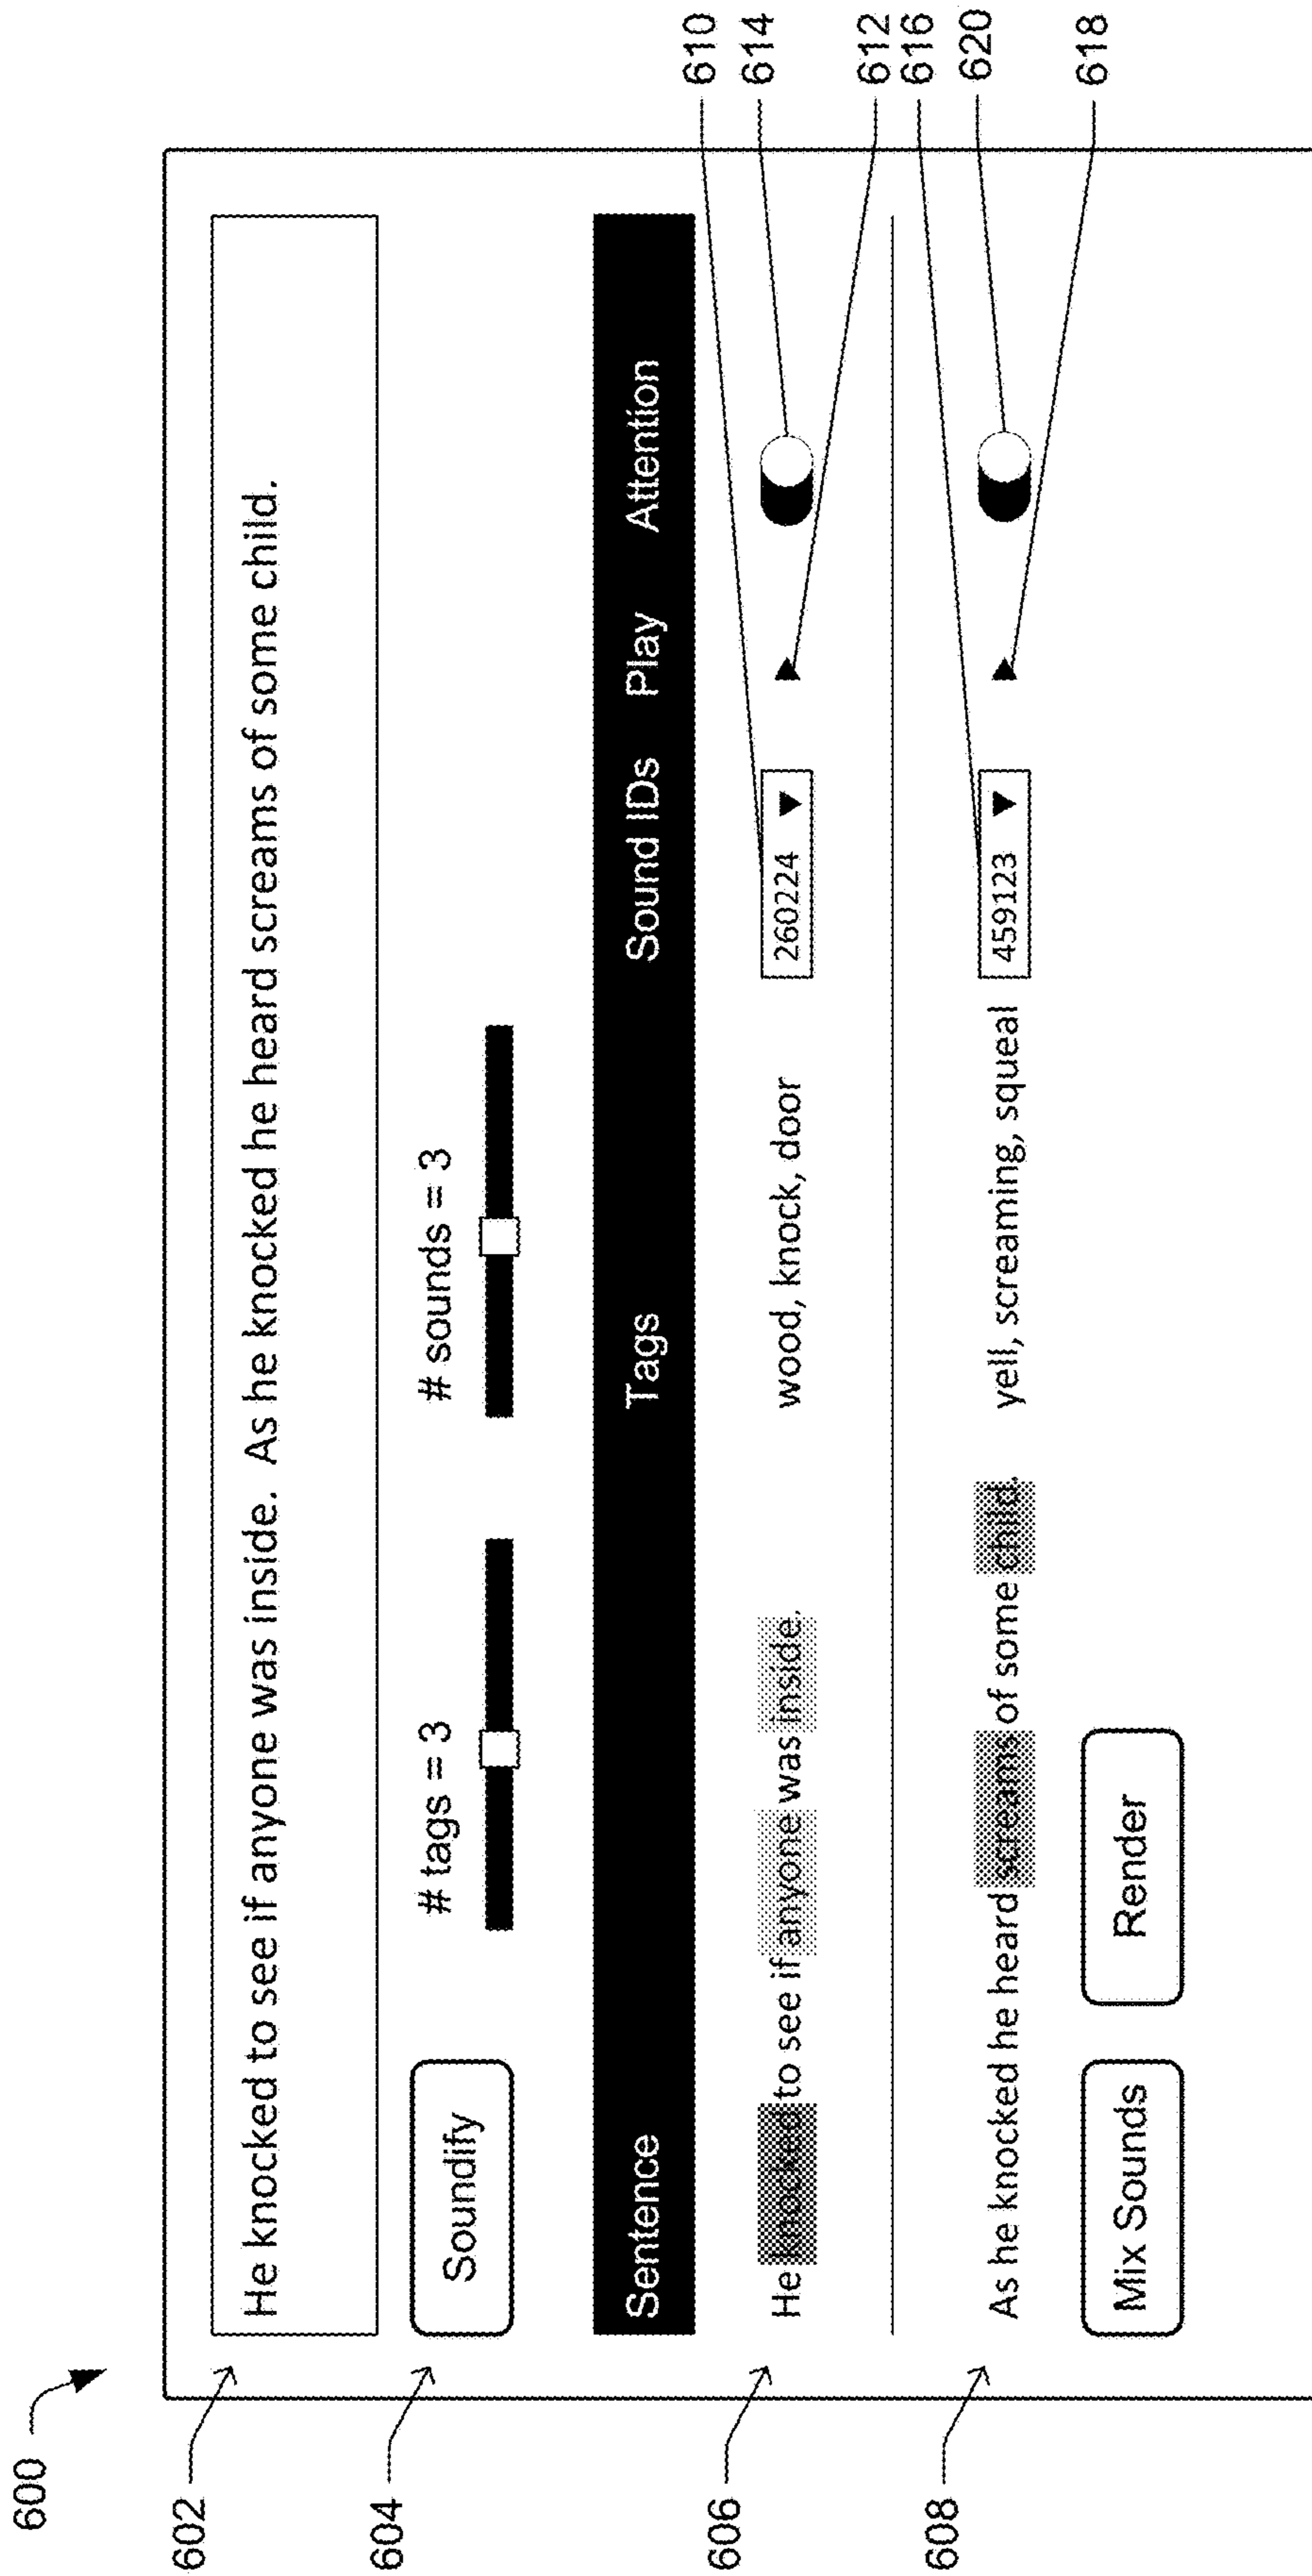 600
602
He knocked to see if anyone was inside. As he knocked he heard screams of some child.
604
Soundify
# tags = 3
# sounds = 3
Sentence Tags Sound IDs Play Attention
606
He knocked to see if anyone was inside. wood, knock, door 260224
610
614
612
608
As he knocked he heard screams of some child. yell, screaming, squeal 459123
616
620
618
Mix Sounds Render